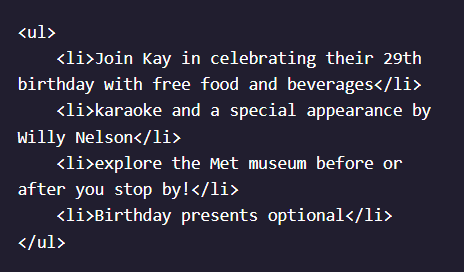 <ul>
    <li>Join Kay in celebrating their 29th
birthday with free food and beverages</li>
    <li>karaoke and a special appearance by
Willy Nelson</li>
    <li>explore the Met museum before or
after you stop by!</li>
    <li>Birthday presents optional</li>
</ul>